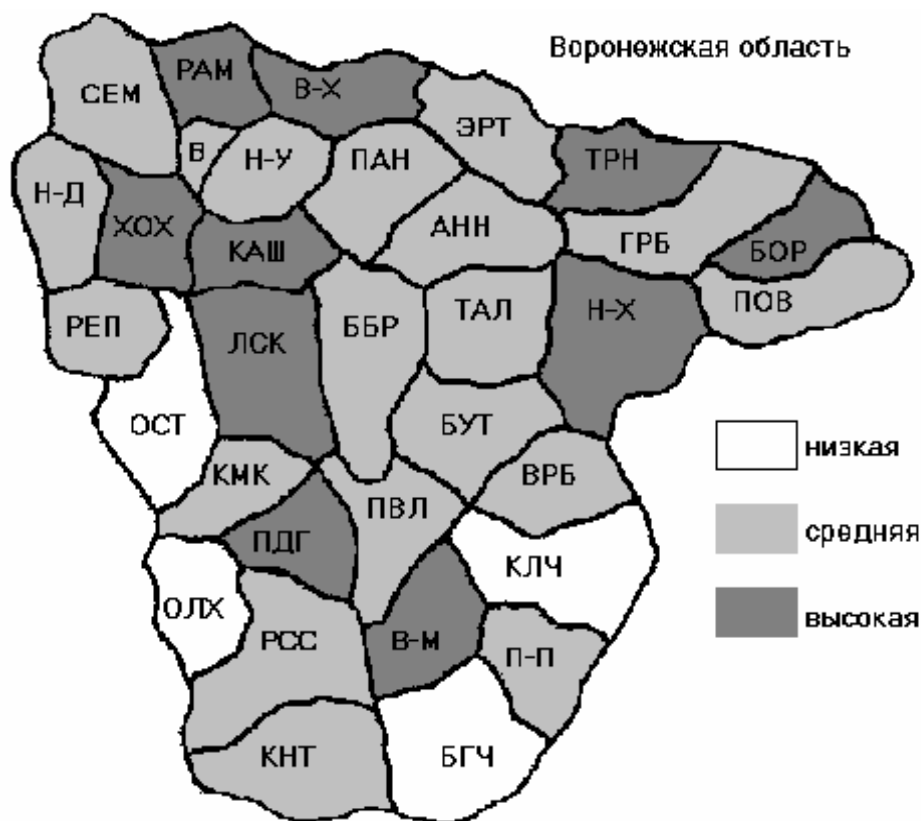 Воронежская область
РАМ
СЕМ
В-Х
ЭРТ
В
Н-У
ПАН
ТРН
Н-Д
ХОХ
КАШ
АНН
ГРБ
БОР
РЕП
ЛСК
ББР
ТАЛ
Н-Х
ПОВ
ОСТ
БУТ
низкая
КМК
ПВЛ
ВРБ
средняя
ПДГ
КЛЧ
ОЛХ
РСС
В-М
П-П
высокая
КНТ
БГЧ